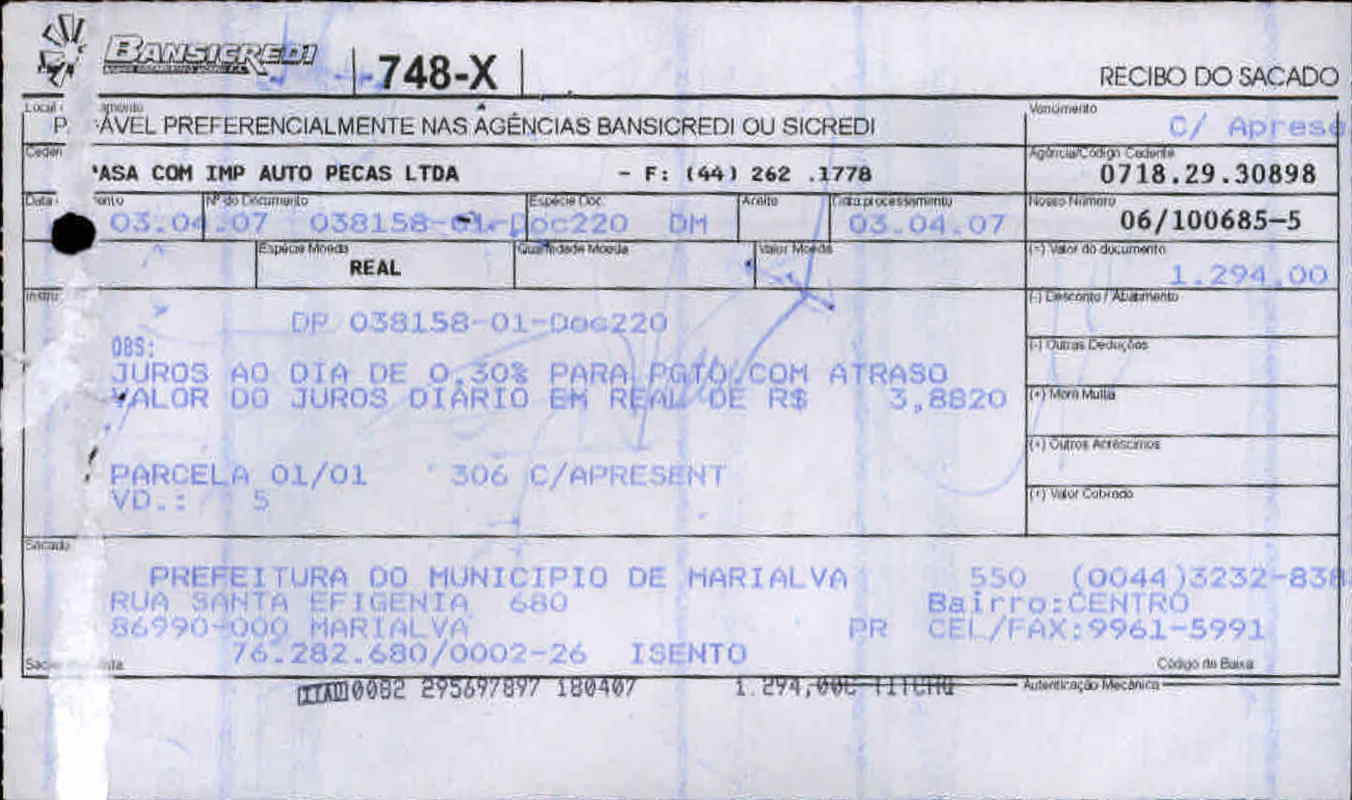 BANSICREDI 748-X RECIBO DO SACADO
Vencimento
PAVEL PREFERENCIALMENTE NAS AGÊNCIAS BANSICREDI OU SICREDI C/ Aprese
Agência/Código Cedente
ASA COM IMP AUTO PECAS LTDA - F: (44) 262 .1778 0718.29.30898
Data Nº do Documento Espécie Doc. Aceite Data processamento Nosso Número
03.04.07 038158-01-Doc220 DM 03.04.07 06/100685-5
Espécie Moeda Quantidade Moeda Valor Moeda (=) Valor do documento
REAL 1.294,00
(-) Desconto / Abatimento
DP 038158-01-Doc220
OBS: (-) Outras Deduções
JUROS AO DIA DE 0,30% PARA PGTO.COM ATRASO
VALOR DO JUROS DIÁRIO EM REAL DE R$ 3,8820 (+) Mora Multa
(+) Outros Acréscimos
PARCELA 01/01 306 C/APRESENT
VD.: 5 (=) Valor Cobrado
Sacado
PREFEITURA DO MUNICIPIO DE MARIALVA 550 (0044)3232-838
RUA SANTA EFIGENIA 680 Bairro:CENTRO
86990-000 MARIALVA PR CEL/FAX:9961-5991
76.282.680/0002-26 ISENTO
Código de Baixa
0082 295697897 180407 1.294,00C Autenticação Mecânica